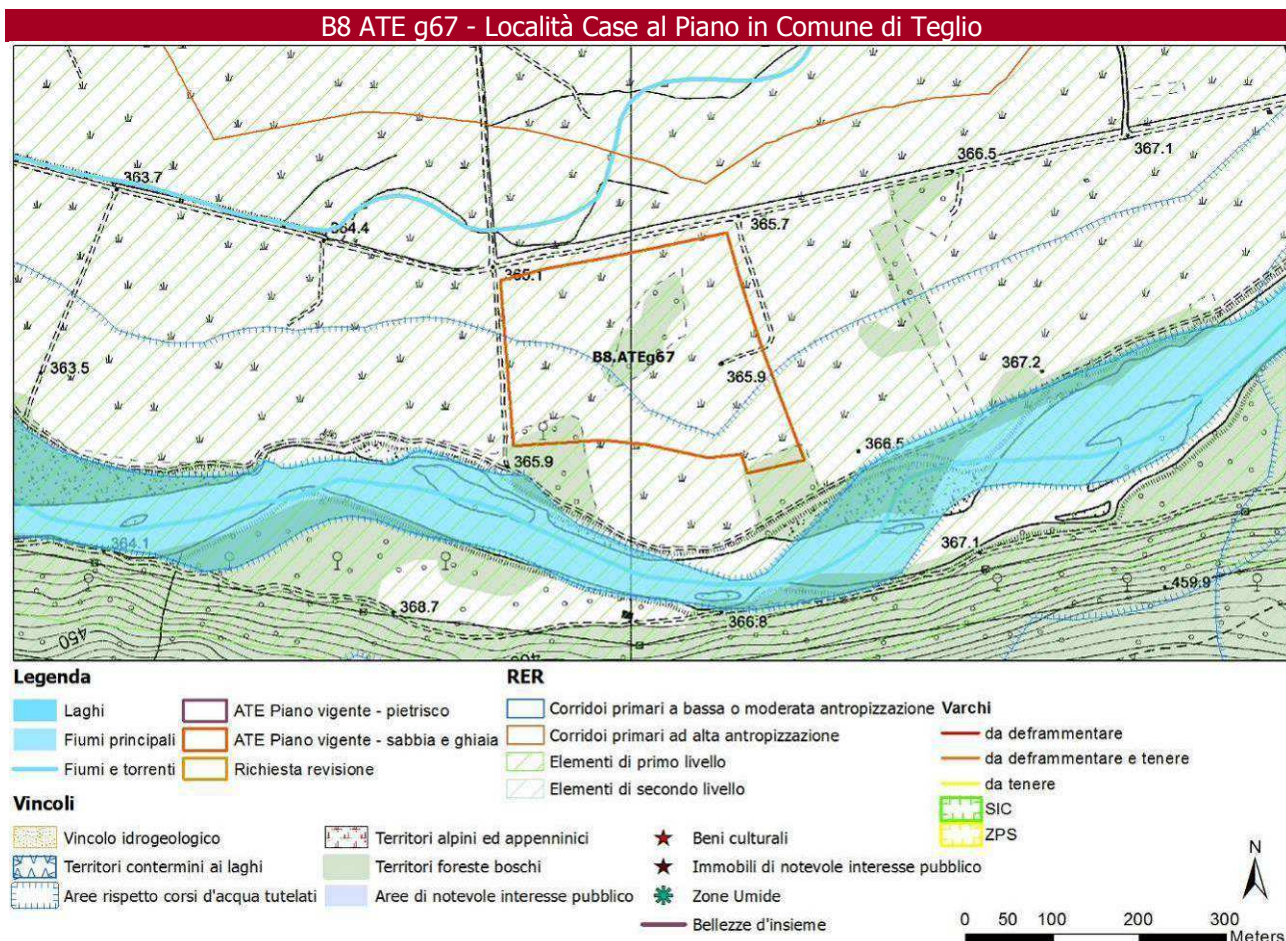 B8 ATE g67 - Località Case al Piano in Comune di Teglio
363.7
364.4
365.1
365.7
366.5
367.1
363.5
B8.ATEg67
365.9
367.2
365.9
366.5
364.1
367.1
459.9
368.7
366.8
450
Legenda
Laghi
Fiumi principali
Fiumi e torrenti
ATE Piano vigente - pietrisco
ATE Piano vigente - sabbia e ghiaia
Richiesta revisione
RER
Corridoi primari a bassa o moderata antropizzazione
Corridoi primari ad alta antropizzazione
Elementi di primo livello
Elementi di secondo livello
Varchi
da deframmentare
da deframmentare e tenere
da tenere
SIC
ZPS
Vincoli
Vincolo idrogeologico
Territori contermini ai laghi
Aree rispetto corsi d'acqua tutelati
Territori alpini ed appenninici
Territori foreste boschi
Aree di notevole interesse pubblico
Beni culturali
Immobili di notevole interesse pubblico
Zone Umide
Bellezze d'insieme
N
0 50 100 200 300
Meters